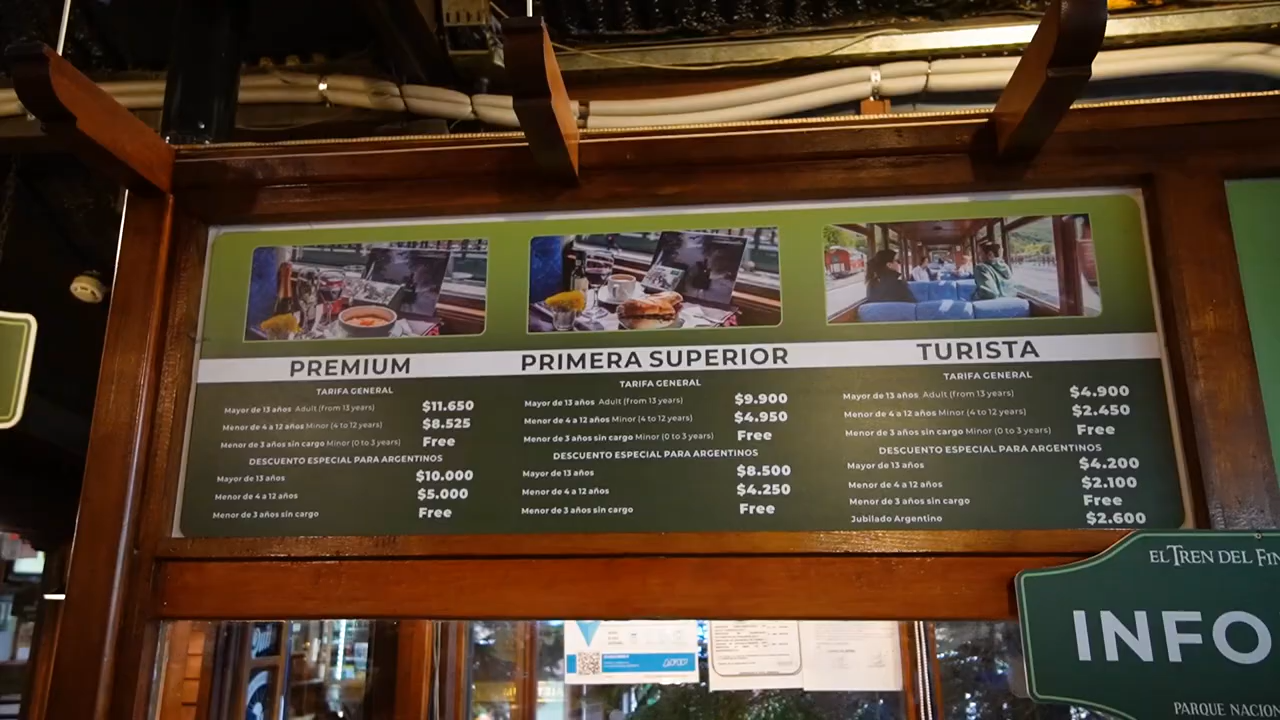 PREMIUM
TARIFA GENERAL
Mayor de 13 años Adult (from 13 years) $11.650
Menor de 4 a 12 años Minor (4 to 12 years) $8.525
Menor de 3 años sin cargo Minor (0 to 3 years) Free
DESCUENTO ESPECIAL PARA ARGENTINOS
Mayor de 13 años $10.000
Menor de 4 a 12 años $5.000
Menor de 3 años sin cargo Free
PRIMERA SUPERIOR
TARIFA GENERAL
Mayor de 13 años Adult (from 13 years) $9.900
Menor de 4 a 12 años Minor (4 to 12 years) $4.950
Menor de 3 años sin cargo Minor (0 to 3 years) Free
DESCUENTO ESPECIAL PARA ARGENTINOS
Mayor de 13 años $8.500
Menor de 4 a 12 años $4.250
Menor de 3 años sin cargo Free
TURISTA
TARIFA GENERAL
Mayor de 13 años Adult (from 13 years) $4.900
Menor de 4 a 12 años Minor (4 to 12 years) $2.450
Menor de 3 años sin cargo Minor (0 to 3 years) Free
DESCUENTO ESPECIAL PARA ARGENTINOS
Mayor de 13 años $4.200
Menor de 4 a 12 años $2.100
Menor de 3 años sin cargo Free
Jubilado Argentino $2.600
EL TREN DEL FIN
INFO
PARQUE NACION
AFIP